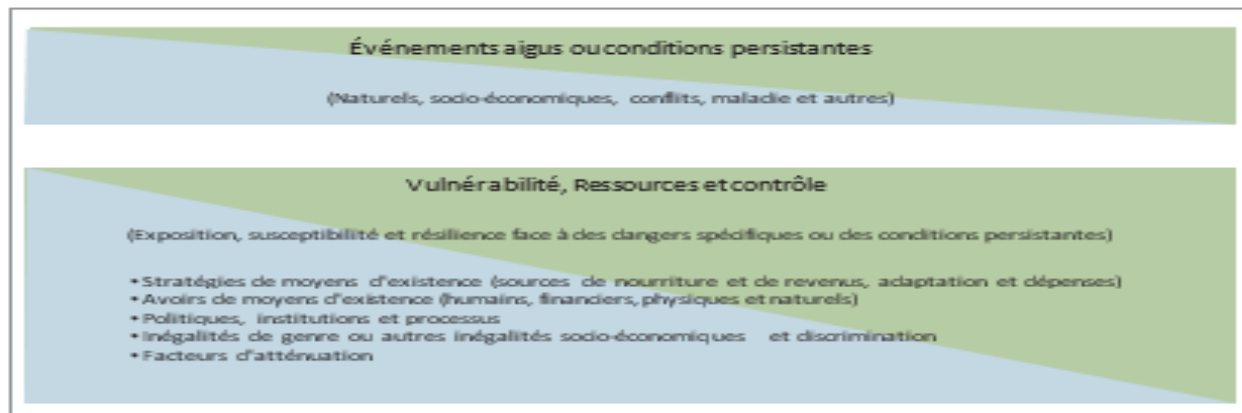 Événements aigus ou conditions persistantes
(Naturels, socio-économiques, conflits, maladie et autres)
Vulnérabilité, Ressources et contrôle
(Exposition, susceptibilité et résilience face à des dangers spécifiques ou des conditions persistantes)
• Stratégies de moyens d'existence (sources de nourriture et de revenus, adaptation et dépenses)
• Avoirs de moyens d'existence (humains, financiers, physiques et naturels)
• Politiques, institutions et processus
• Inégalités de genre ou autres inégalités socio-économiques et discrimination
• Facteurs d'atténuation